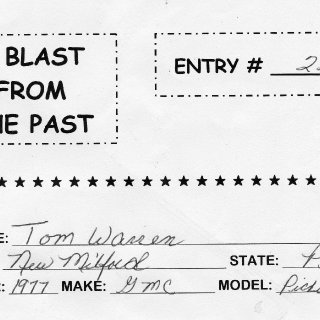 BLAST
FROM
PAST
ENTRY #
Tom Warren
New Milford STATE:
1977 MAKE: GMC MODEL: